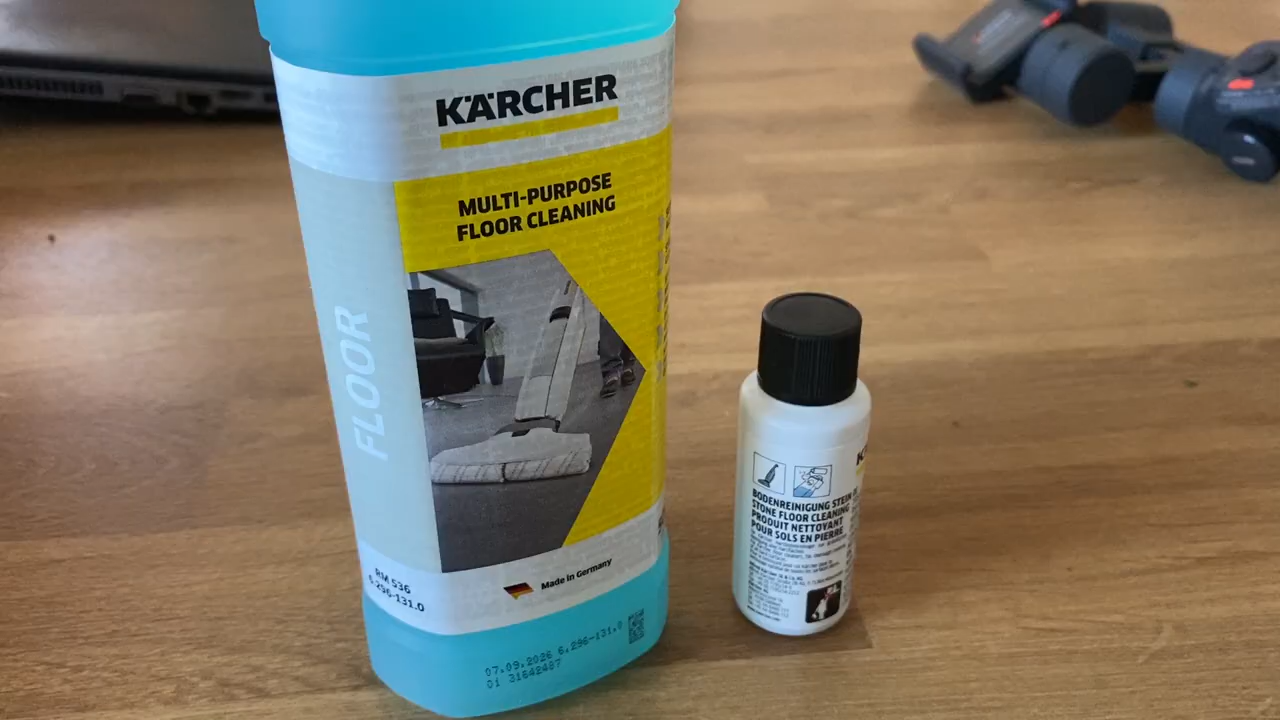 KÄRCHER
MULTI-PURPOSE
FLOOR CLEANING
FLOOR
RM 536
6.296-131.0
Made in Germany
07.09.2026 6.296-131.0
01 31642487
BODENREINIGUNG STEIN
STONE FLOOR CLEANING
PRODUIT NETTOYANT
POUR SOLS EN PIERRE